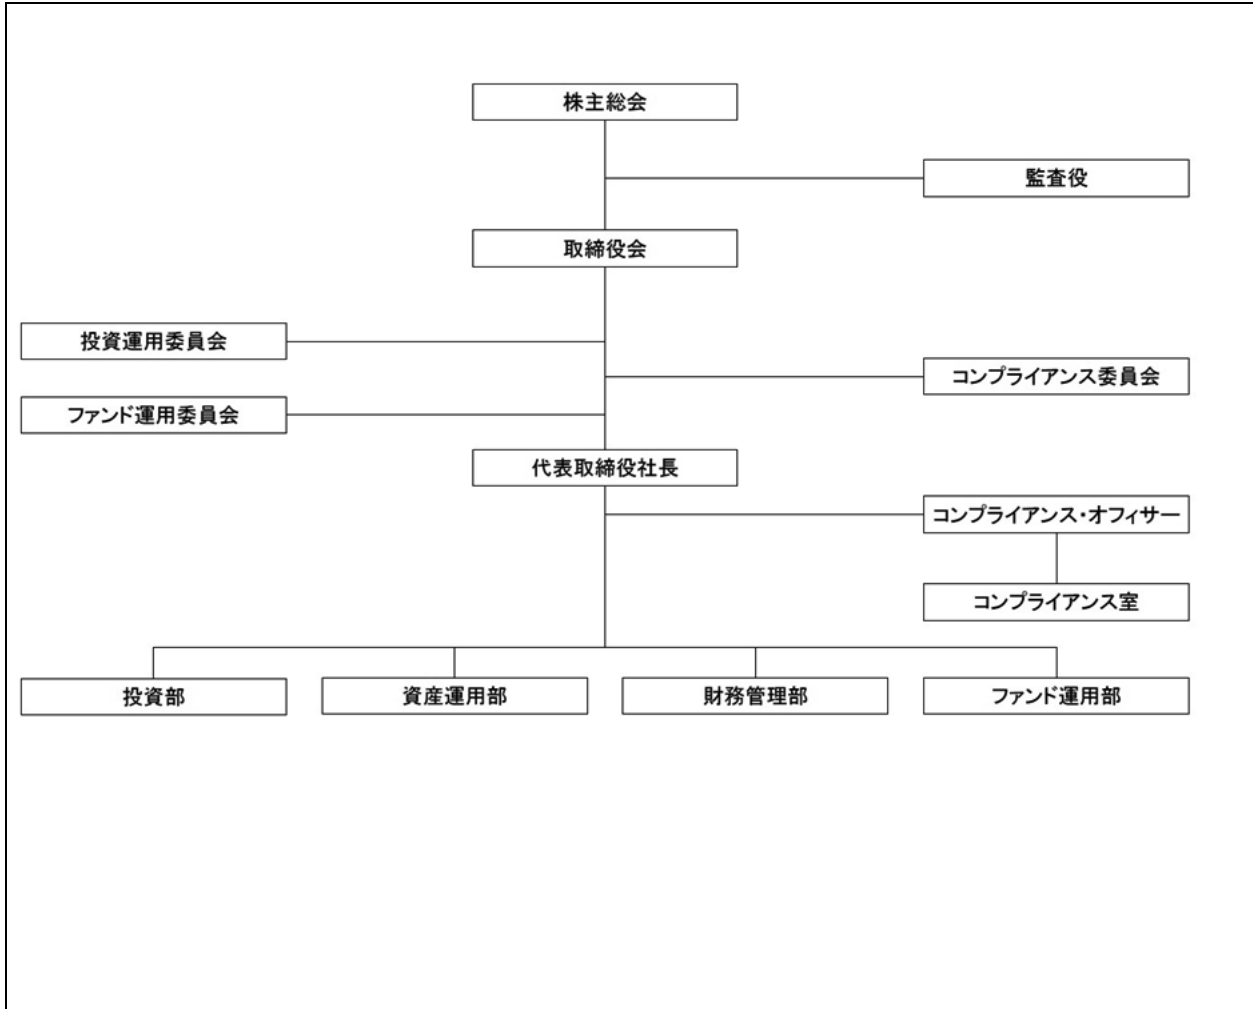 株主総会
監査役
取締役会
投資運用委員会
コンプライアンス委員会
ファンド運用委員会
代表取締役社長
コンプライアンス・オフィサー
コンプライアンス室
投資部
資産運用部
財務管理部
ファンド運用部